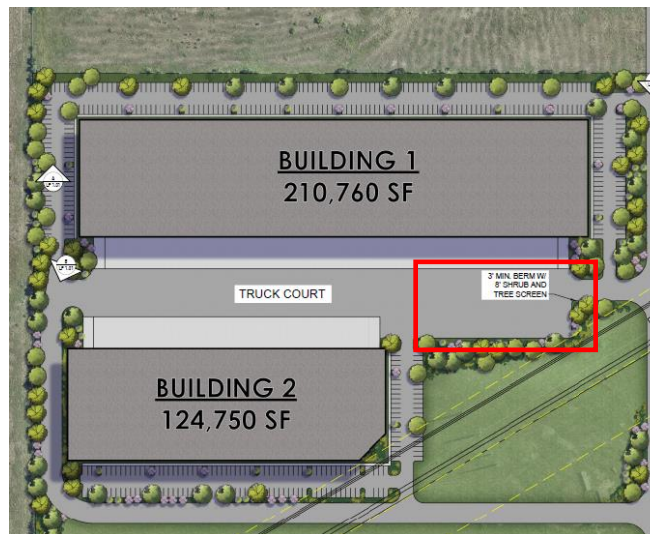 BUILDING 1
210,760 SF
3' MIN. BERM W/
8' SHRUB AND
TREE SCREEN
TRUCK COURT
BUILDING 2
124,750 SF